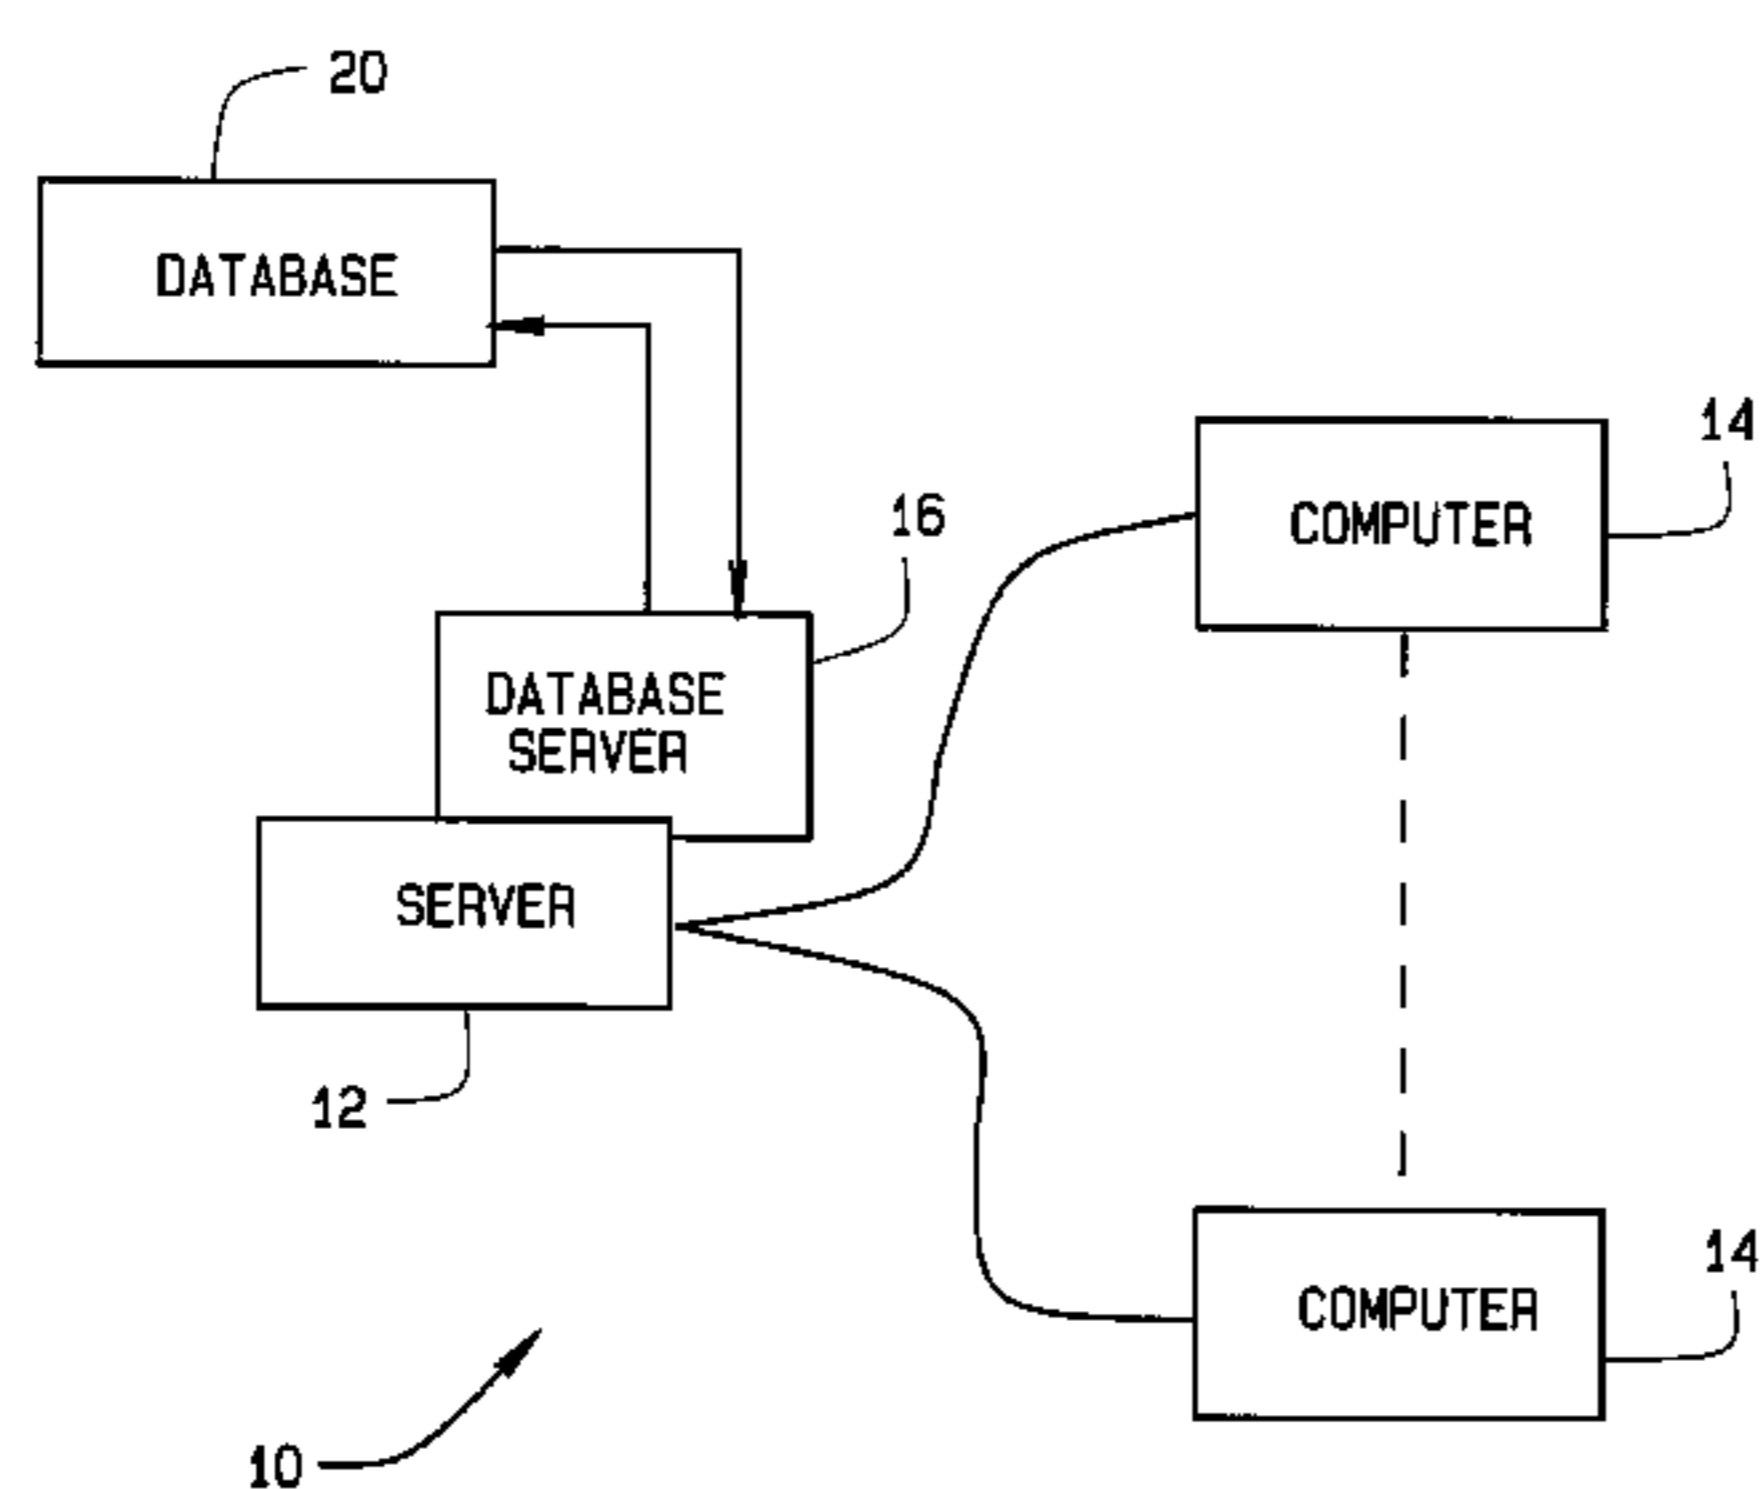 20
DATABASE
14
COMPUTER
16
DATABASE
SERVER
SERVER
12
14
COMPUTER
10